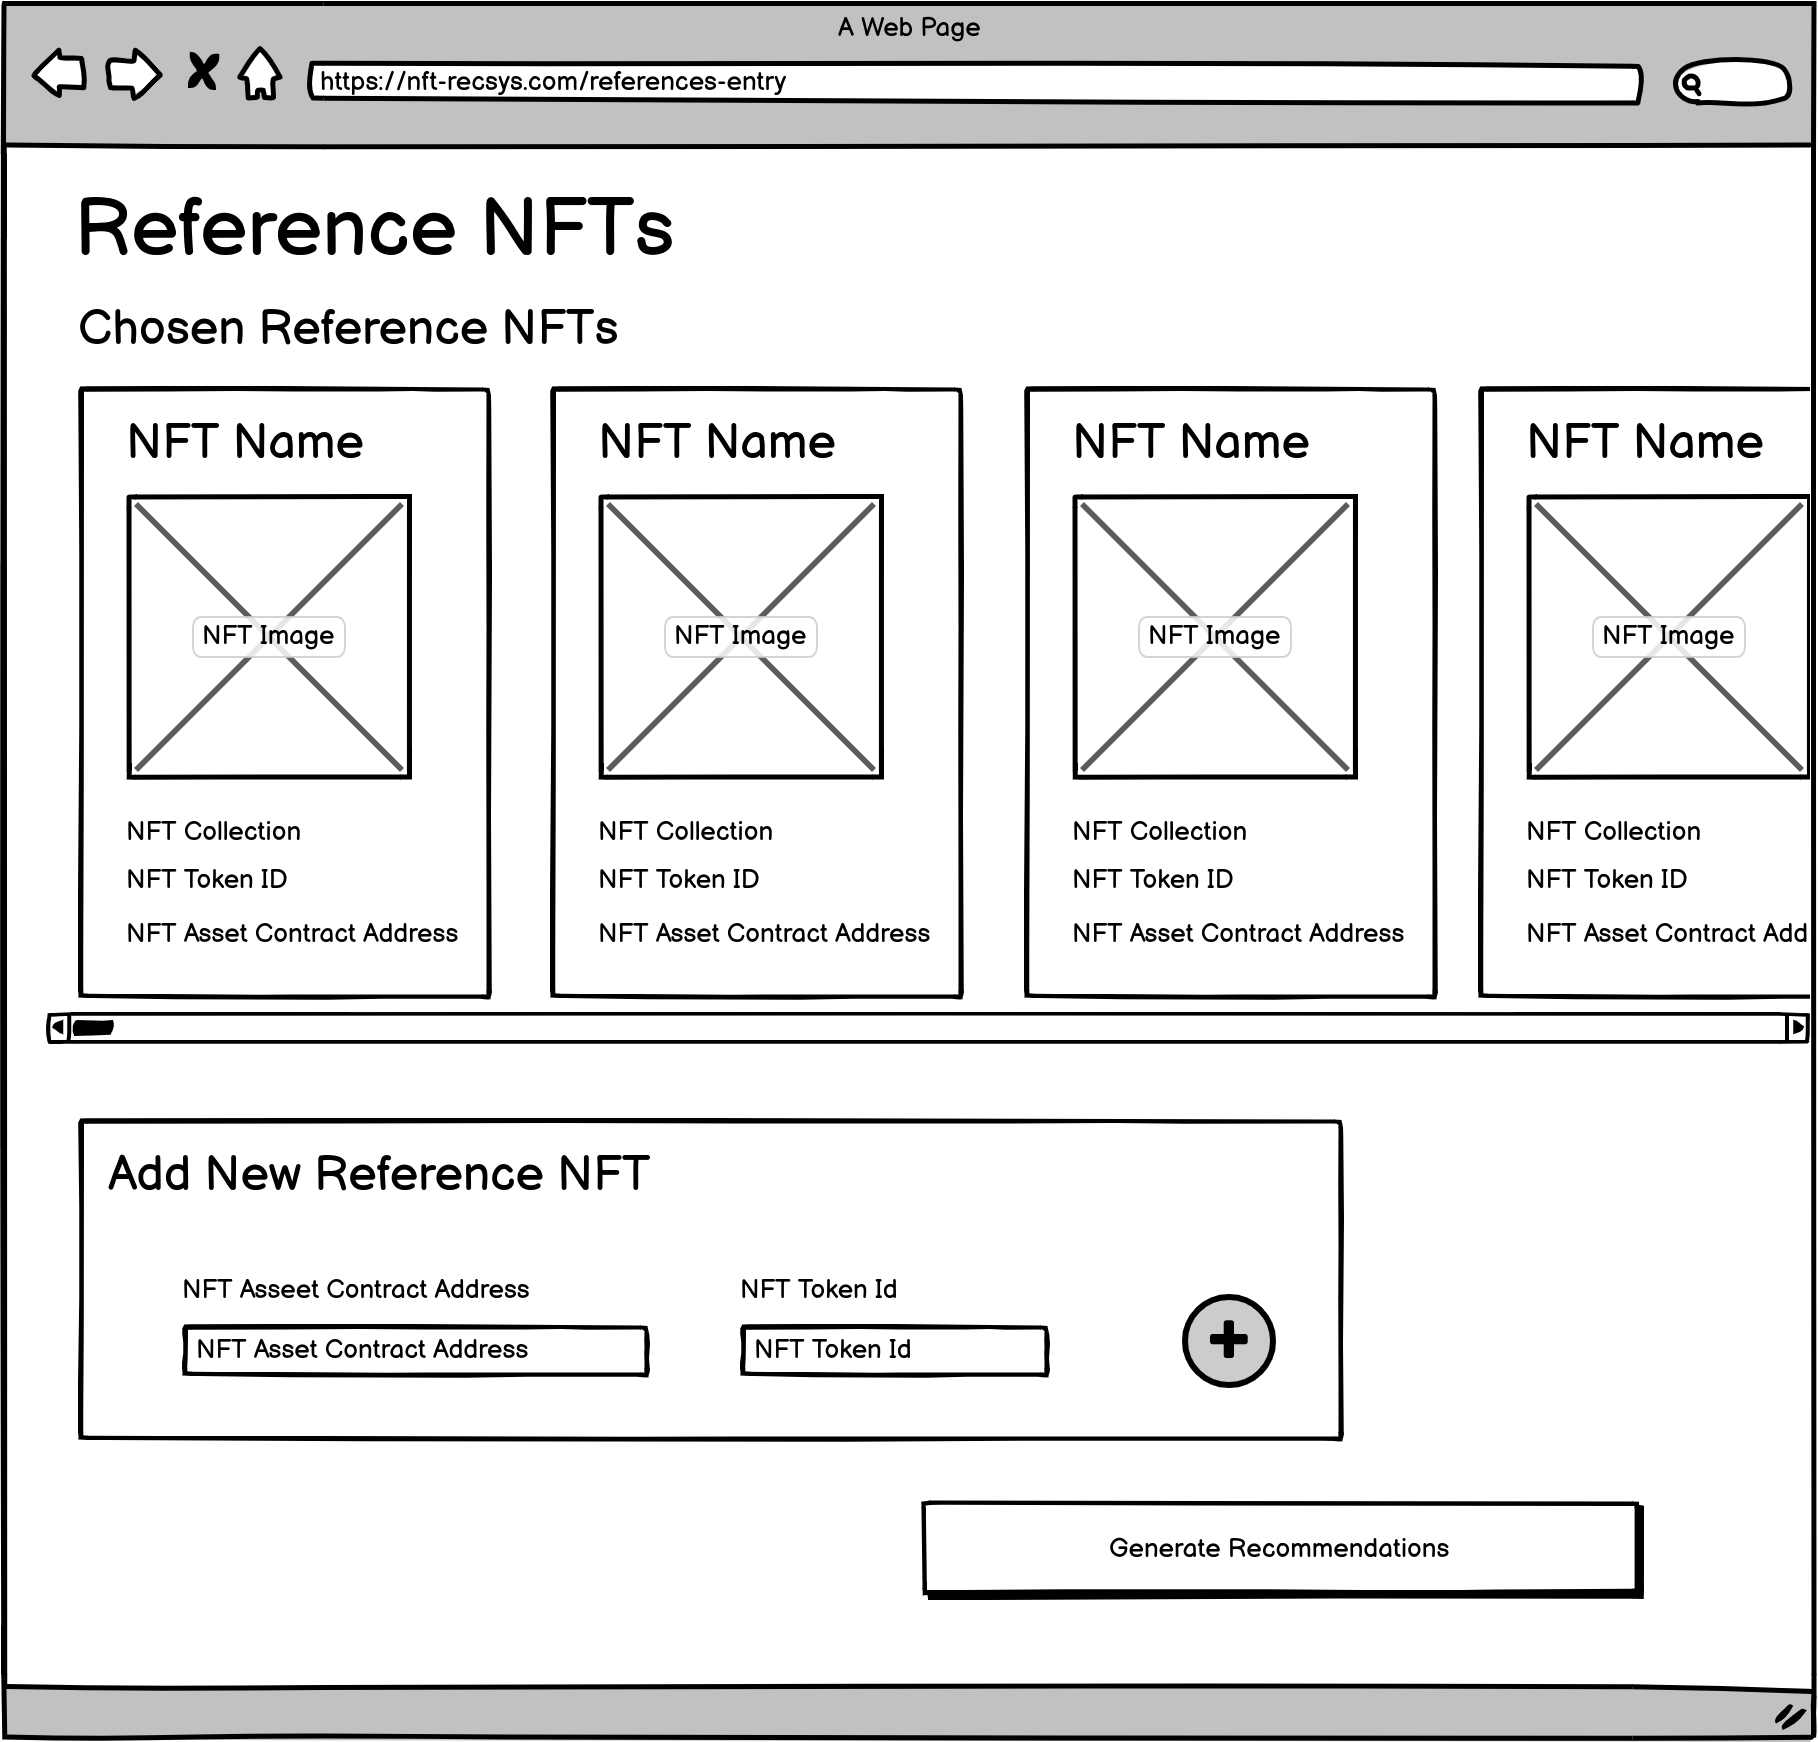 A Web Page
https://nft-recsys.com/references-entry
Reference NFTs
Chosen Reference NFTs
NFT Name
NFT Image
NFT Collection
NFT Token ID
NFT Asset Contract Address
NFT Name
NFT Image
NFT Collection
NFT Token ID
NFT Asset Contract Address
NFT Name
NFT Image
NFT Collection
NFT Token ID
NFT Asset Contract Address
NFT Name
NFT Image
NFT Collection
NFT Token ID
NFT Asset Contract Add
Add New Reference NFT
NFT Asseet Contract Address
NFT Asset Contract Address
NFT Token Id
NFT Token Id
Generate Recommendations